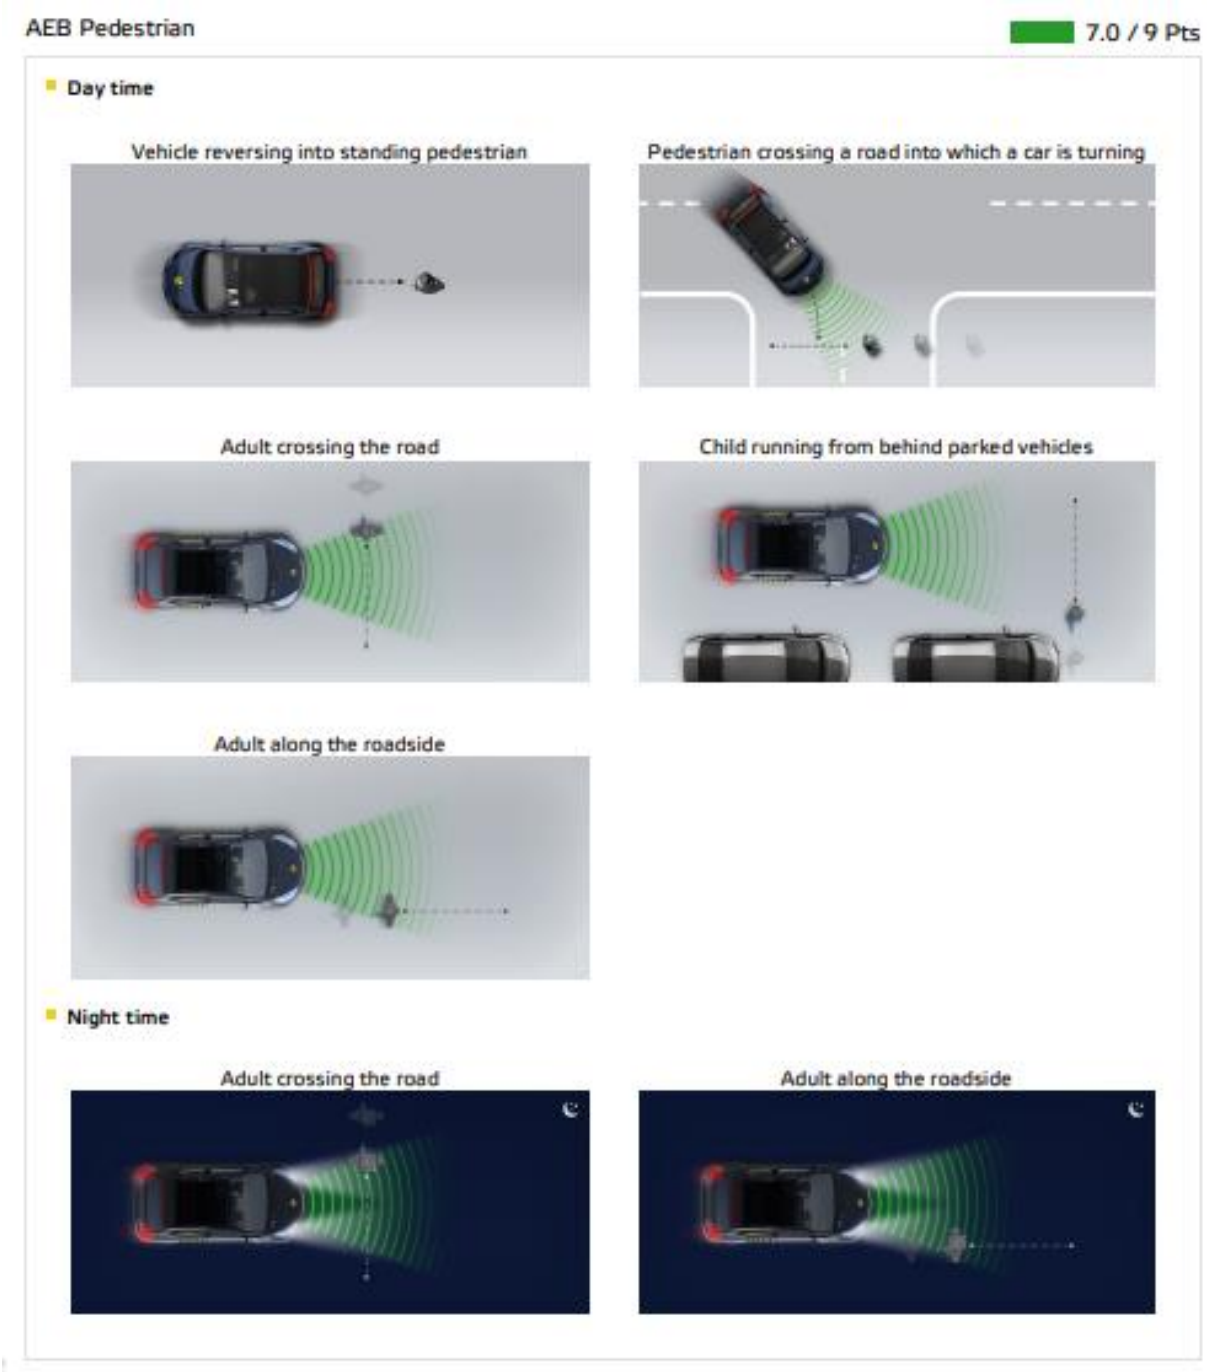 AEB Pedestrian
7.0 / 9 Pts
Day time
Vehicle reversing into standing pedestrian
Pedestrian crossing a road into which a car is turning
Adult crossing the road
Child running from behind parked vehicles
Adult along the roadside
Night time
Adult crossing the road
Adult along the roadside